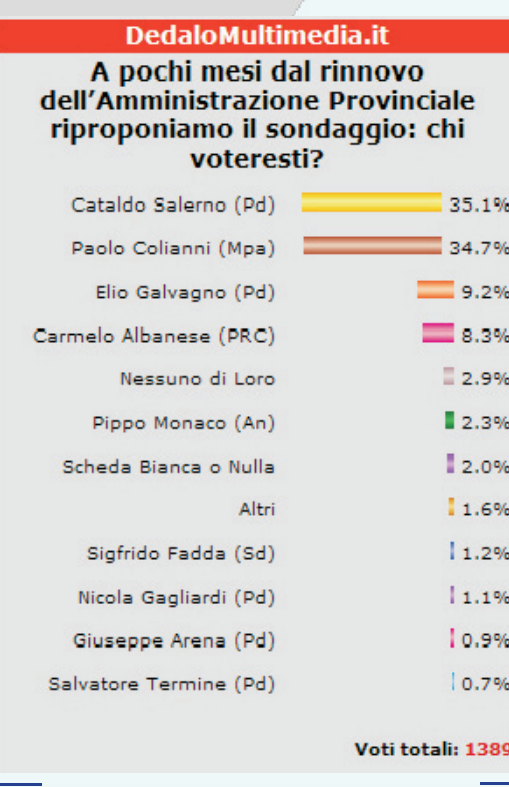 DedaloMultimedia.it
A pochi mesi dal rinnovo
dell'Amministrazione Provinciale
riproponiamo il sondaggio: chi
voteresti?
Cataldo Salerno (Pd) 35.1%
Paolo Colianni (Mpa) 34.7%
Elio Galvagno (Pd) 9.2%
Carmelo Albanese (PRC) 8.3%
Nessuno di Loro 2.9%
Pippo Monaco (An) 2.3%
Scheda Bianca o Nulla 2.0%
Altri 1.6%
Sigfrido Fadda (Sd) 1.2%
Nicola Gagliardi (Pd) 1.1%
Giuseppe Arena (Pd) 0.9%
Salvatore Termine (Pd) 0.7%
Voti totali: 1389